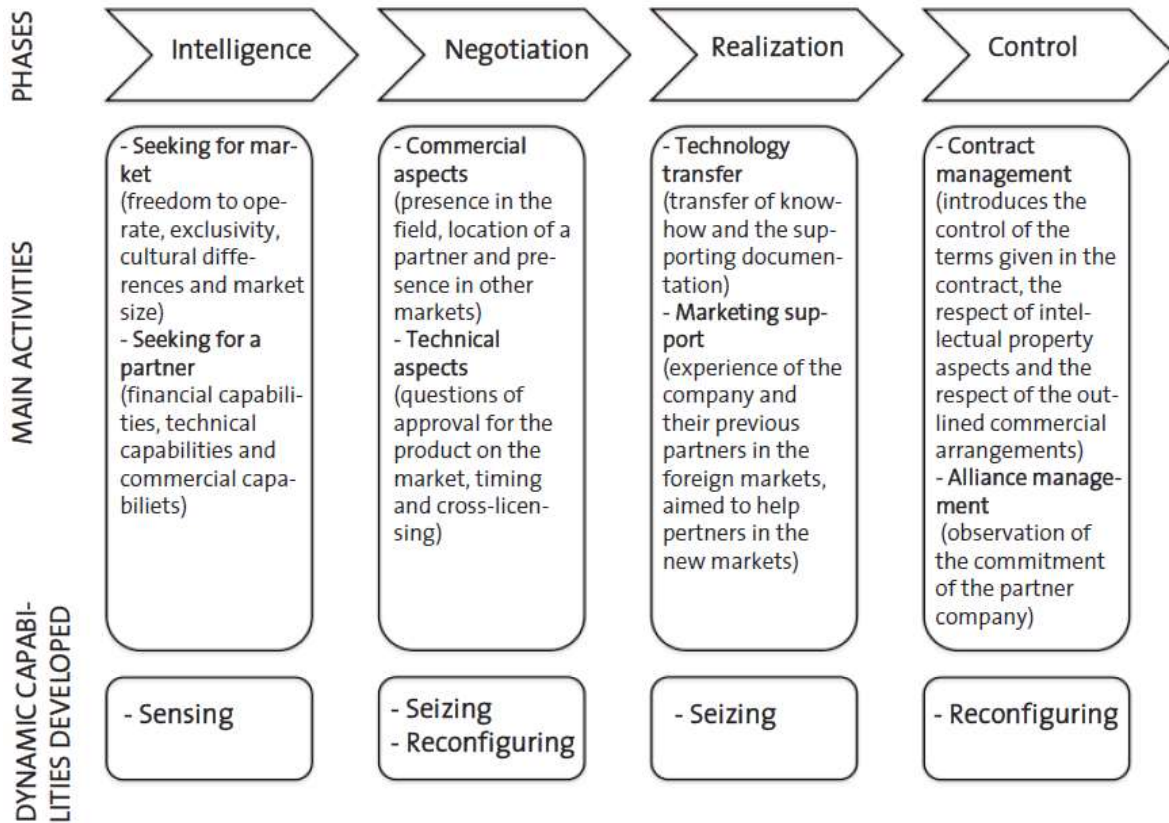 PHASES
Intelligence
Negotiation
Realization
Control
MAIN ACTIVITIES
- Seeking for mar-
ket
(freedom to ope-
rate, exclusivity,
cultural diffe-
rences and market
size)
- Seeking for a
partner
(financial capabili-
ties, technical
capabilities and
commercial capa-
biliets)
- Commercial
aspects
(presence in the
field, location of a
partner and pre-
sence in other
markets)
- Technical
aspects
(questions of
approval for the
product on the
market, timing
and cross-licen-
sing)
- Technology
transfer
(transfer of know-
how and the sup-
porting documen-
tation)
- Marketing sup-
port
(experience of the
company and
their previous
partners in the
foreign markets,
aimed to help
pertners in the
new markets)
- Contract
management
(introduces the
control of the
terms given in the
contract, the
respect of intel-
lectual property
aspects and the
respect of the out-
lined commercial
arrangements)
- Alliance manage-
ment
(observation of
the commitment
of the partner
company)
DYNAMIC CAPABI-
LITIES DEVELOPED
- Sensing
- Seizing
- Reconfiguring
- Seizing
- Reconfiguring